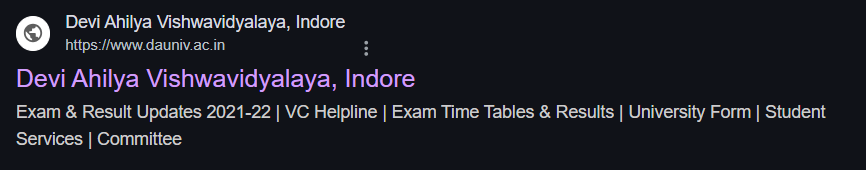 Devi Ahilya Vishwavidyalaya, Indore
https://www.dauniv.ac.in
Devi Ahilya Vishwavidyalaya, Indore
Exam & Result Updates 2021-22 | VC Helpline | Exam Time Tables & Results | University Form | Student
Services | Committee